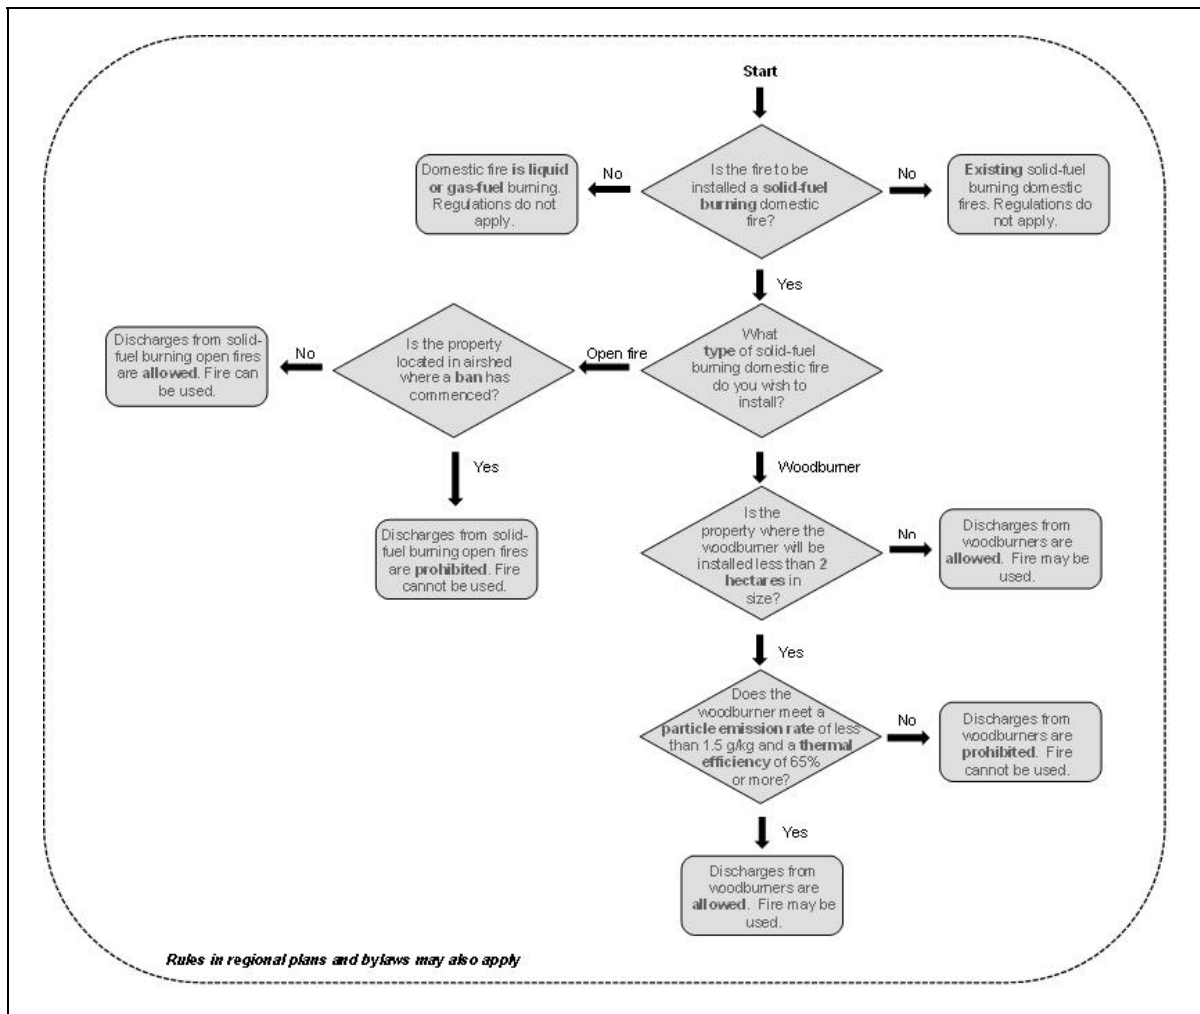 Start
Is the fire to be
installed a solid-fuel
burning domestic
fire?
No
Domestic fire is liquid
or gas-fuel burning.
Regulations do not
apply.
No
Existing solid-fuel
burning domestic
fires. Regulations do
not apply.
Yes
What
type of solid-fuel
burning domestic fire
do you wish to
install?
Open fire
Is the property
located in airshed
where a ban has
commenced?
No
Discharges from solid-
fuel burning open fires
are allowed. Fire can
be used.
Yes
Discharges from solid-
fuel burning open fires
are prohibited. Fire
cannot be used.
Woodburner
Is the
property where the
woodburner will be
installed less than 2
hectares in
size?
No
Discharges from
woodburners are
allowed. Fire may be
used.
Yes
Does the
woodburner meet a
particle emission rate of less
than 1.5 g/kg and a thermal
efficiency of 65%
or more?
No
Discharges from
woodburners are
prohibited. Fire
cannot be used.
Yes
Discharges from
woodburners are
allowed. Fire may be
used.
Rules in regional plans and bylaws may also apply